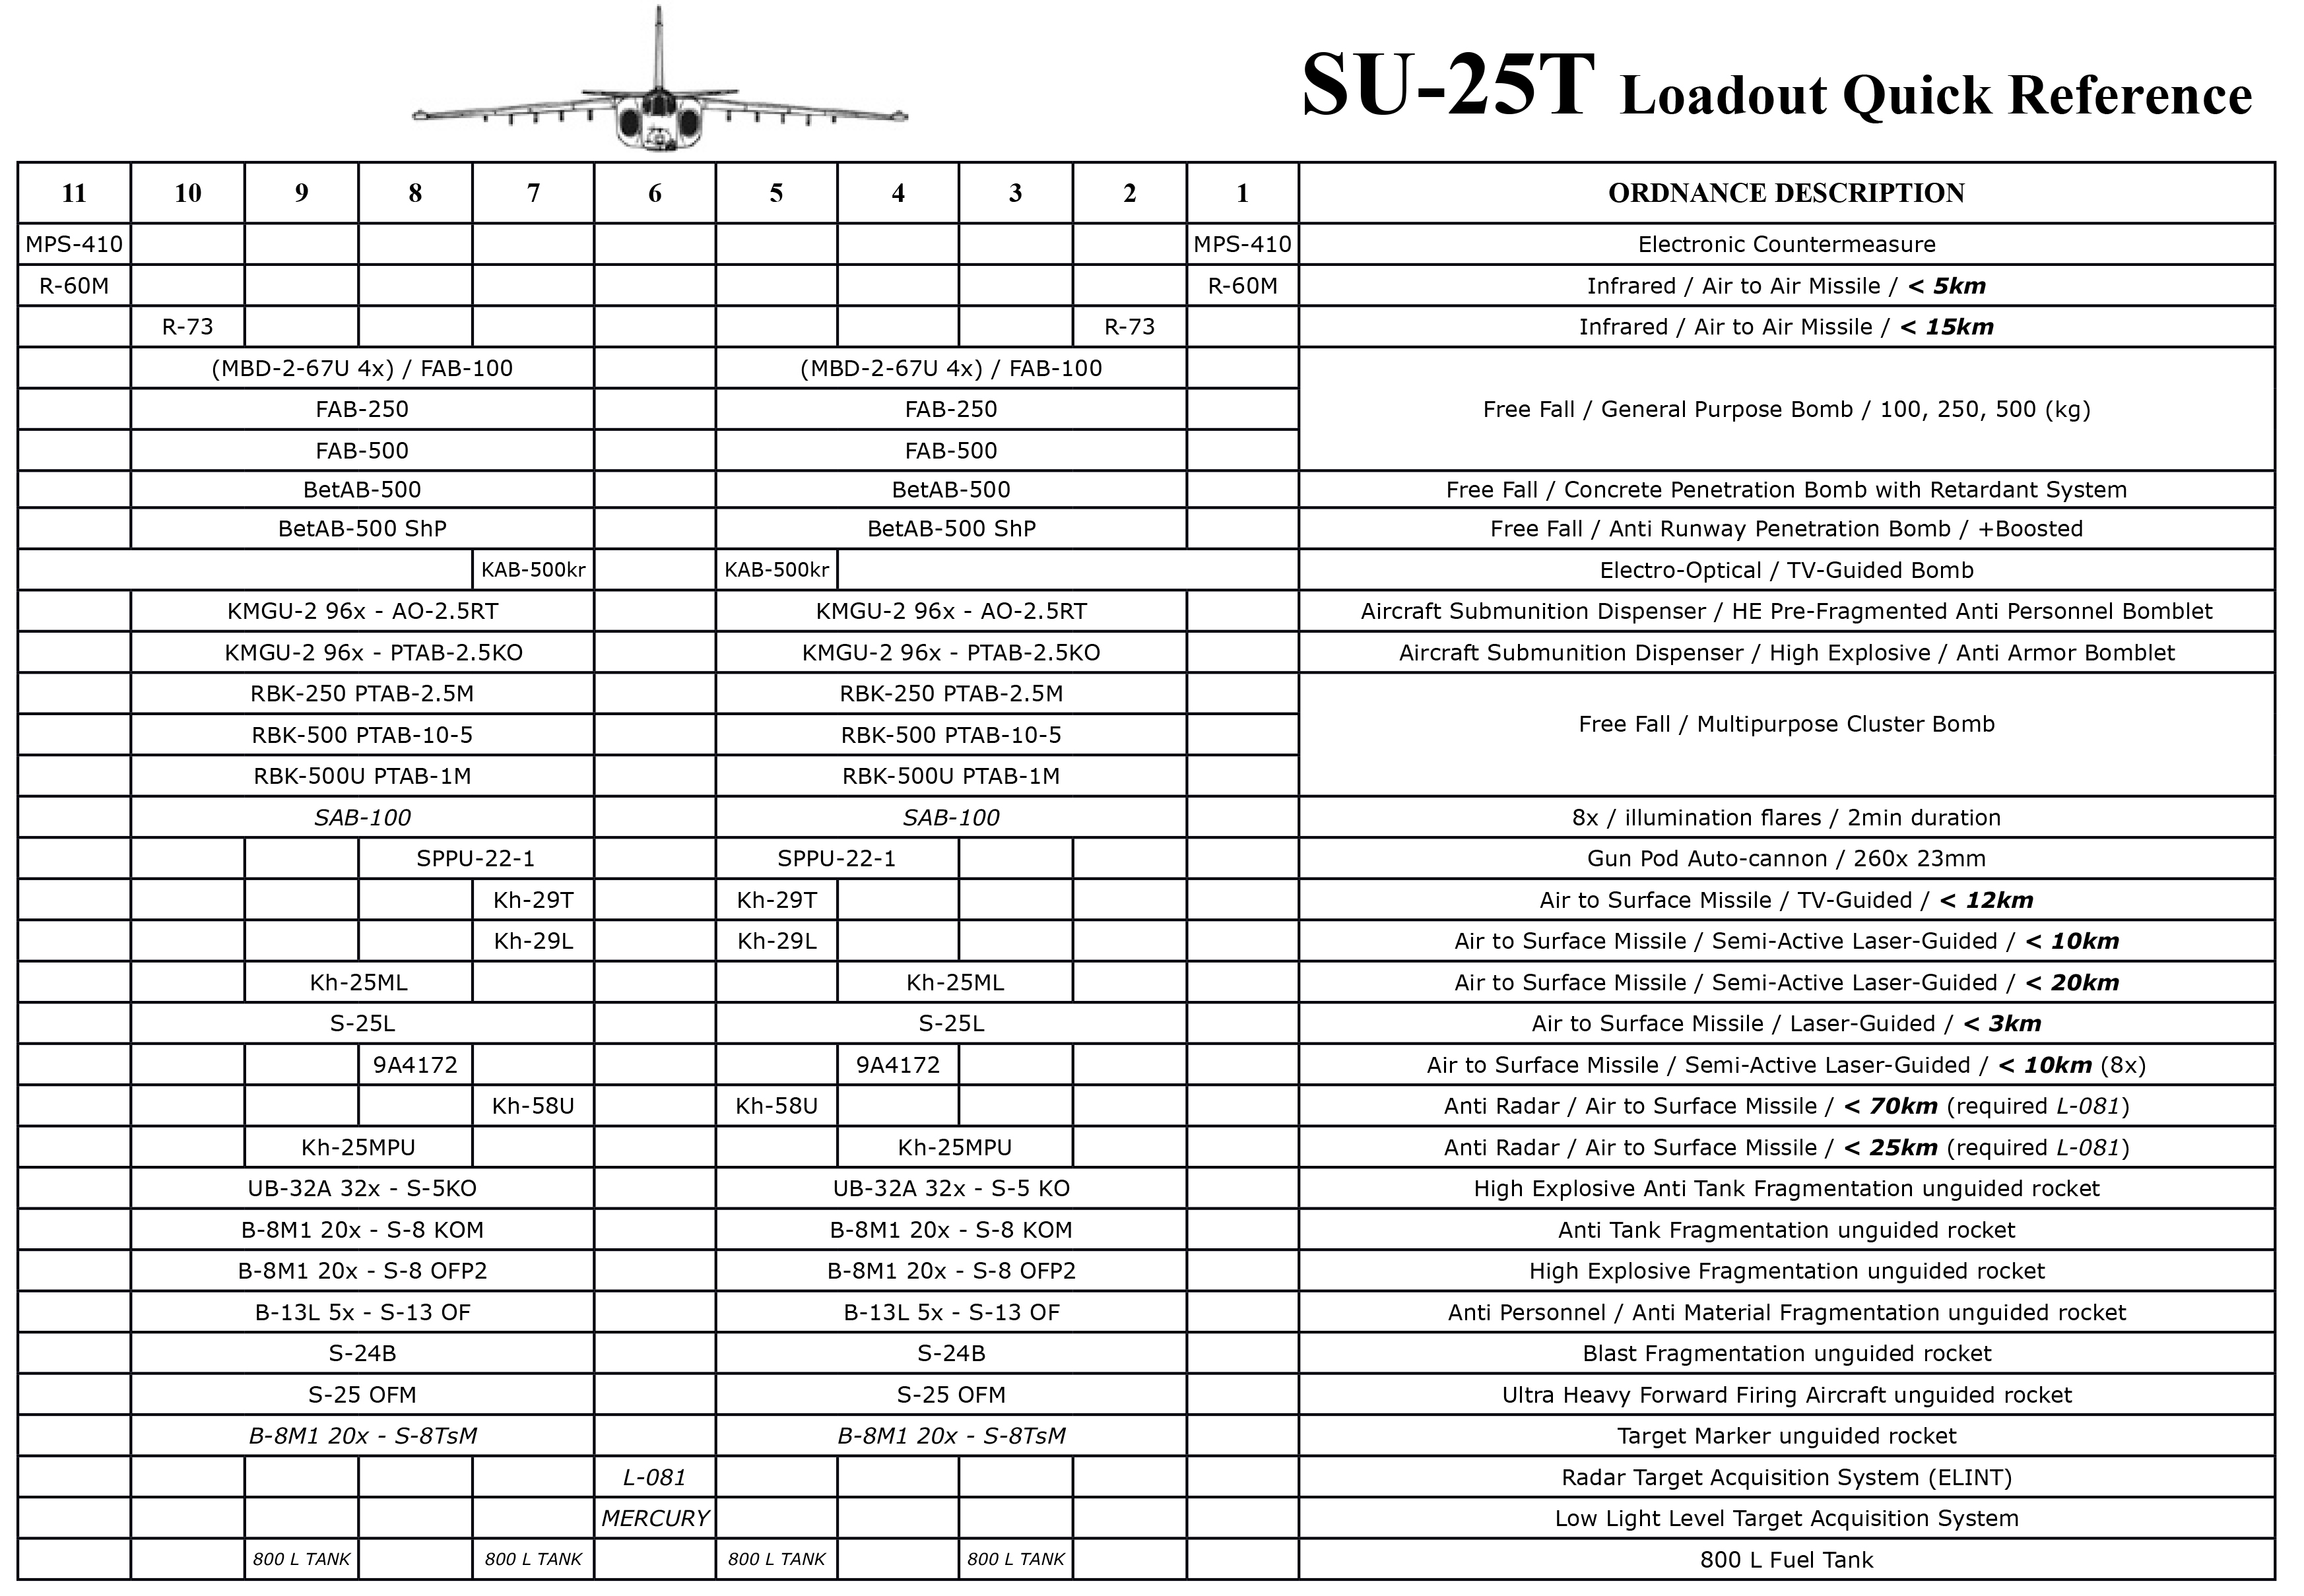 SU-25T Loadout Quick Reference
11 10 9 8 7 6 5 4 3 2 1 ORDNANCE DESCRIPTION
MPS-410 MPS-410 Electronic Countermeasure
R-60M R-60M Infrared / Air to Air Missile / < 5km
R-73 R-73 Infrared / Air to Air Missile / < 15km
(MBD-2-67U 4x) / FAB-100 (MBD-2-67U 4x) / FAB-100
FAB-250 FAB-250 Free Fall / General Purpose Bomb / 100, 250, 500 (kg)
FAB-500 FAB-500
BetAB-500 BetAB-500 Free Fall / Concrete Penetration Bomb with Retardant System
BetAB-500 ShP BetAB-500 ShP Free Fall / Anti Runway Penetration Bomb / +Boosted
KAB-500kr KAB-500kr Electro-Optical / TV-Guided Bomb
KMGU-2 96x - AO-2.5RT KMGU-2 96x - AO-2.5RT Aircraft Submunition Dispenser / HE Pre-Fragmented Anti Personnel Bomblet
KMGU-2 96x - PTAB-2.5KO KMGU-2 96x - PTAB-2.5KO Aircraft Submunition Dispenser / High Explosive / Anti Armor Bomblet
RBK-250 PTAB-2.5M RBK-250 PTAB-2.5M
RBK-500 PTAB-10-5 RBK-500 PTAB-10-5 Free Fall / Multipurpose Cluster Bomb
RBK-500U PTAB-1M RBK-500U PTAB-1M
SAB-100 SAB-100 8x / illumination flares / 2min duration
SPPU-22-1 SPPU-22-1 Gun Pod Auto-cannon / 260x 23mm
Kh-29T Kh-29T Air to Surface Missile / TV-Guided / < 12km
Kh-29L Kh-29L Air to Surface Missile / Semi-Active Laser-Guided / < 10km
Kh-25ML Kh-25ML Air to Surface Missile / Semi-Active Laser-Guided / < 20km
S-25L S-25L Air to Surface Missile / Laser-Guided / < 3km
9A4172 9A4172 Air to Surface Missile / Semi-Active Laser-Guided / < 10km (8x)
Kh-58U Kh-58U Anti Radar / Air to Surface Missile / < 70km (required L-081)
Kh-25MPU Kh-25MPU Anti Radar / Air to Surface Missile / < 25km (required L-081)
UB-32A 32x - S-5KO UB-32A 32x - S-5 KO High Explosive Anti Tank Fragmentation unguided rocket
B-8M1 20x - S-8 KOM B-8M1 20x - S-8 KOM Anti Tank Fragmentation unguided rocket
B-8M1 20x - S-8 OFP2 B-8M1 20x - S-8 OFP2 High Explosive Fragmentation unguided rocket
B-13L 5x - S-13 OF B-13L 5x - S-13 OF Anti Personnel / Anti Material Fragmentation unguided rocket
S-24B S-24B Blast Fragmentation unguided rocket
S-25 OFM S-25 OFM Ultra Heavy Forward Firing Aircraft unguided rocket
B-8M1 20x - S-8TsM B-8M1 20x - S-8TsM Target Marker unguided rocket
L-081 Radar Target Acquisition System (ELINT)
MERCURY Low Light Level Target Acquisition System
800 L TANK 800 L TANK 800 L TANK 800 L TANK 800 L Fuel Tank